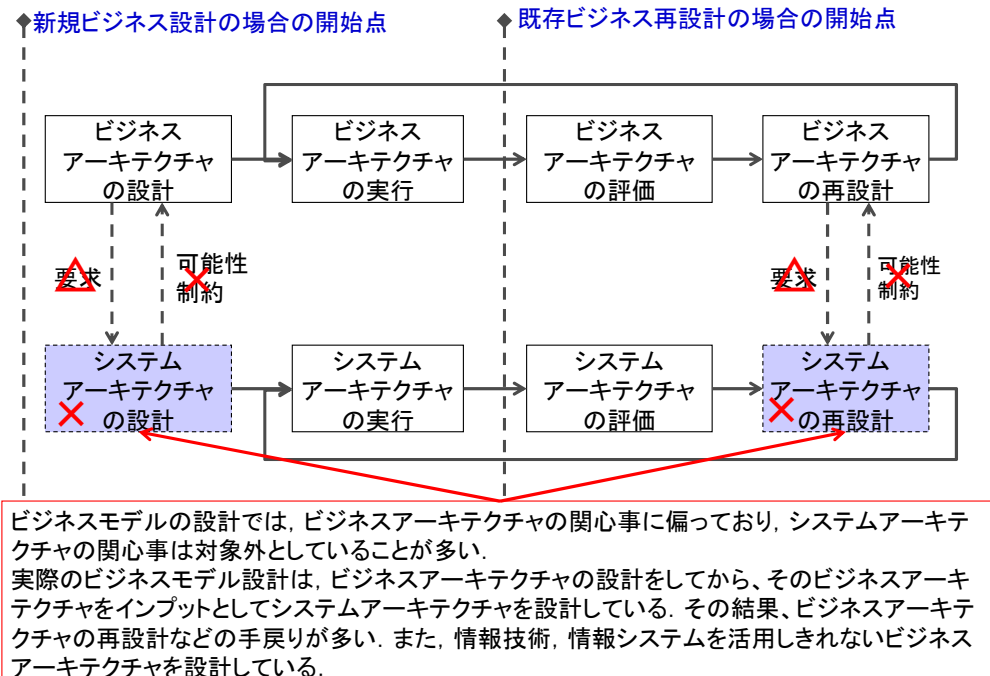 新規ビジネス設計の場合の開始点
既存ビジネス再設計の場合の開始点
ビジネス
アーキテクチャ
の設計
ビジネス
アーキテクチャ
の実行
ビジネス
アーキテクチャ
の評価
ビジネス
アーキテクチャ
の再設計
要求
可能性
制約
要求
可能性
制約
システム
アーキテクチャ
の設計
システム
アーキテクチャ
の実行
システム
アーキテクチャ
の評価
システム
アーキテクチャ
の再設計
ビジネスモデルの設計では，ビジネスアーキテクチャの関心事に偏っており，システムアーキテ
クチャの関心事は対象外としていることが多い．
実際のビジネスモデル設計は，ビジネスアーキテクチャの設計をしてから、そのビジネスアーキ
テクチャをインプットとしてシステムアーキテクチャを設計している．その結果、ビジネスアーキテ
クチャの再設計などの手戻りが多い．また，情報技術，情報システムを活用しきれないビジネス
アーキテクチャを設計している．